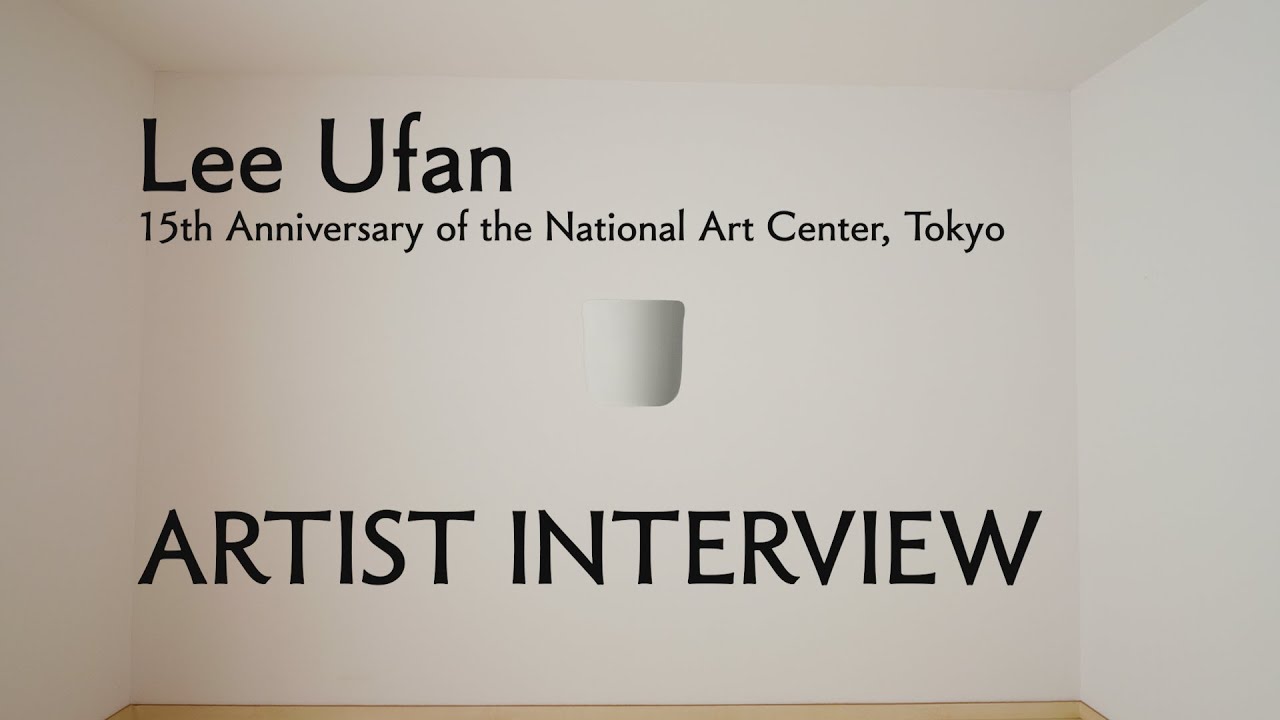 Lee Ufan
15th Anniversary of the National Art Center, Tokyo
ARTIST INTERVIEW